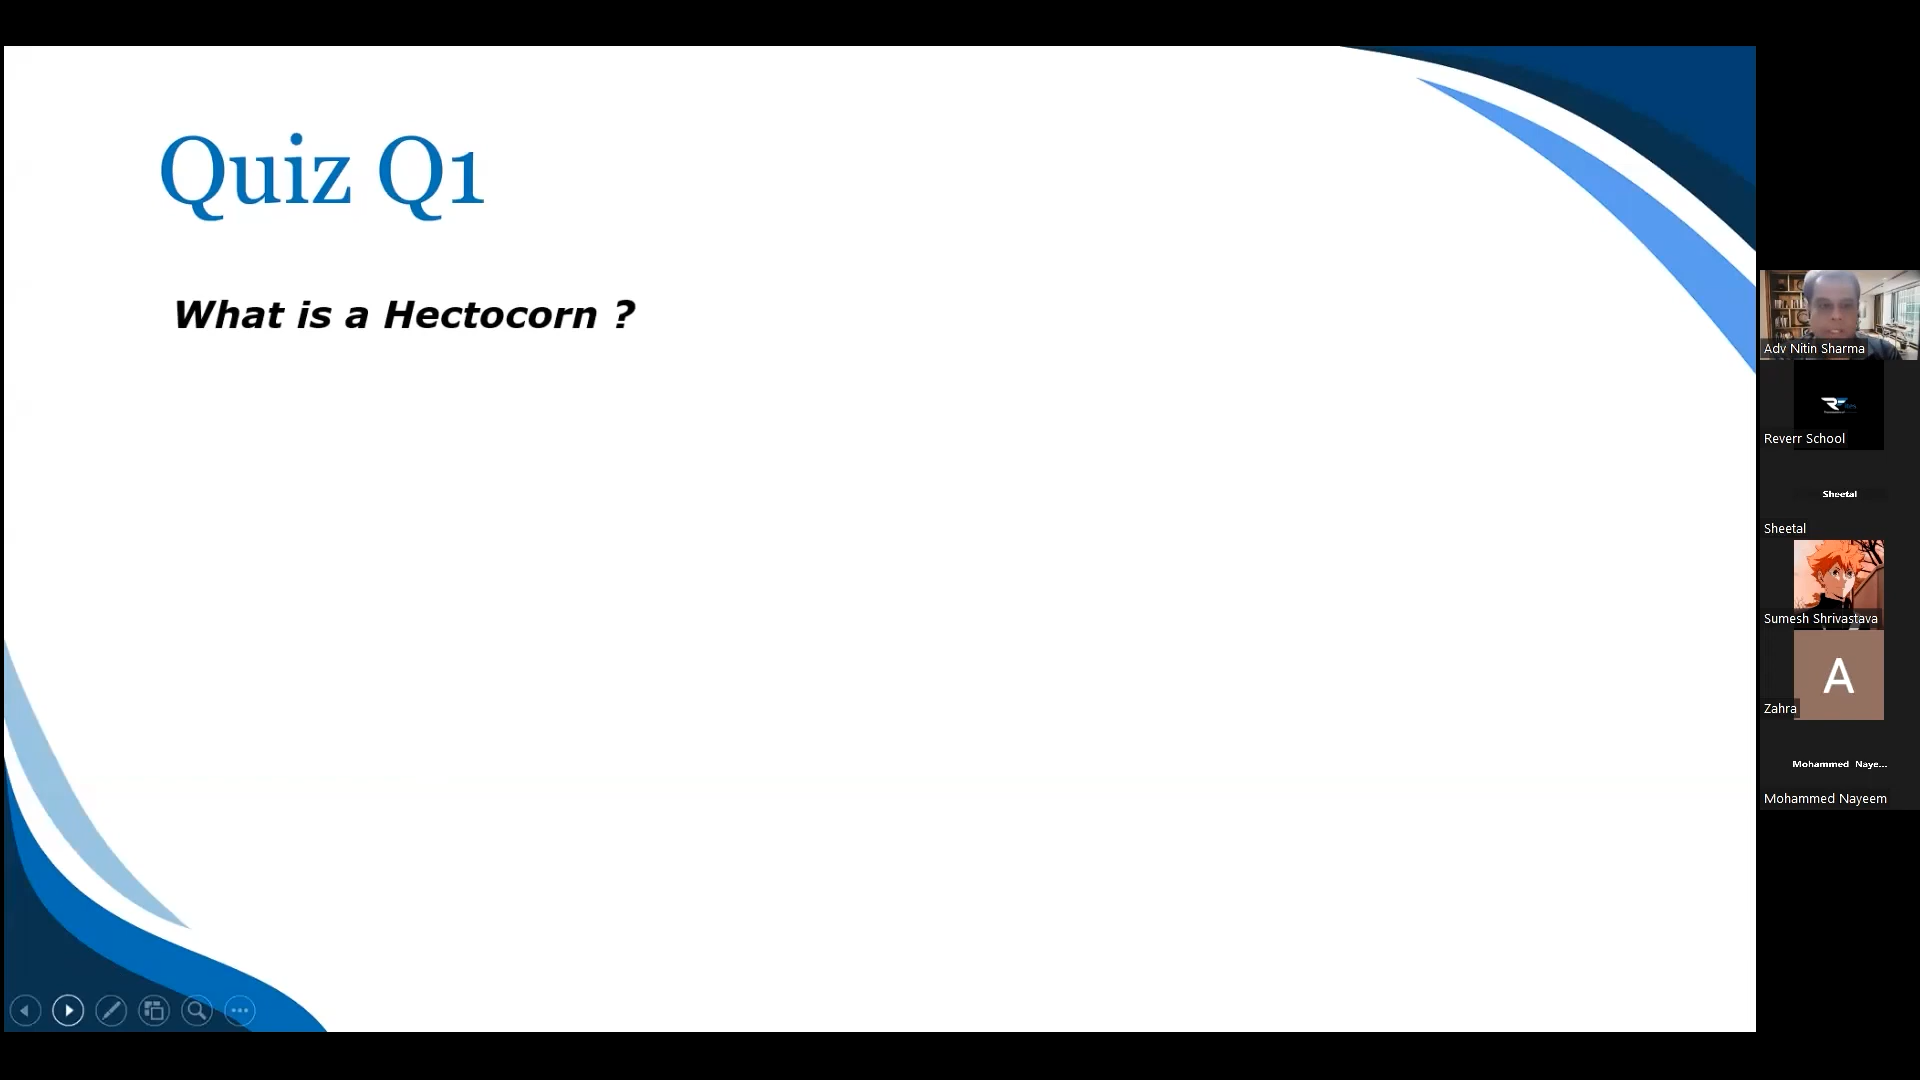 Quiz Q1
What is a Hectocorn ?
Adv Nitin Sharma
Reverr School
Sheetal
Sheetal
Sumesh Shrivastava
A
Zahra
Mohammed Naye...
Mohammed Nayeem